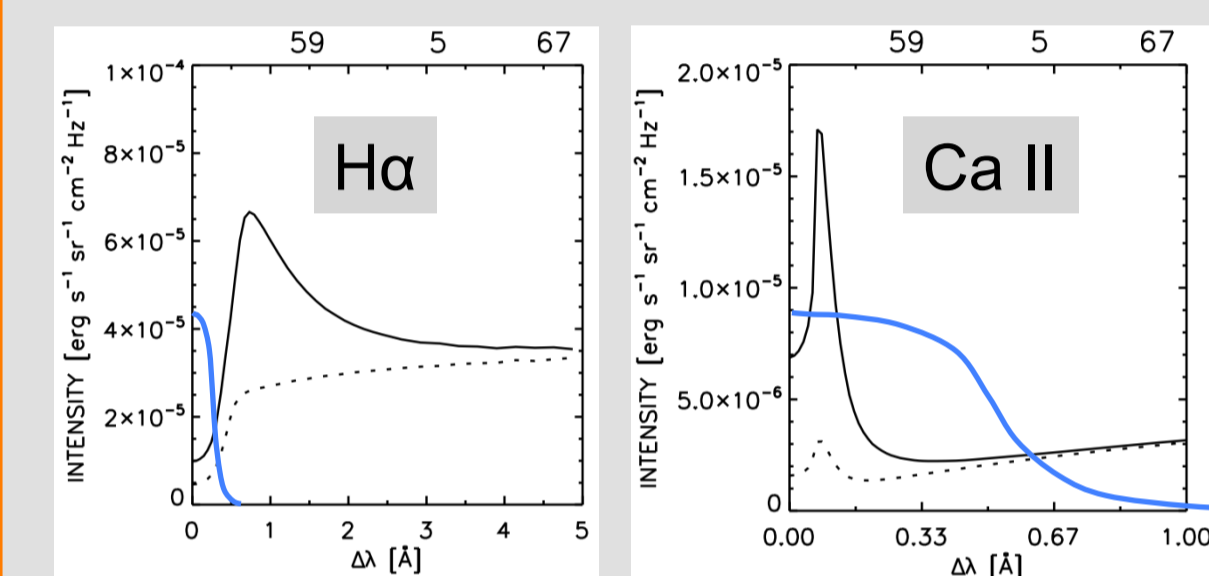 59 5 67
1×10⁻⁴
8×10⁻⁵
6×10⁻⁵
4×10⁻⁵
2×10⁻⁵
0
INTENSITY [erg s⁻¹ sr⁻¹ cm⁻² Hz⁻¹]
Hα
0 1 2 3 4 5
Δλ [Å]
59 5 67
2.0×10⁻⁵
1.5×10⁻⁵
1.0×10⁻⁵
5.0×10⁻⁶
0
INTENSITY [erg s⁻¹ sr⁻¹ cm⁻² Hz⁻¹]
Ca II
0.00 0.33 0.67 1.00
Δλ [Å]